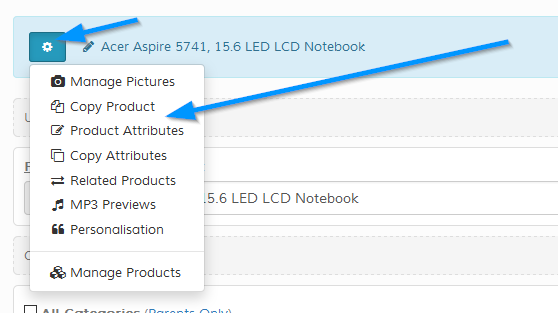 Acer Aspire 5741, 15.6 LED LCD Notebook
Manage Pictures
Copy Product
Product Attributes
Copy Attributes
Related Products
MP3 Previews
Personalisation
Manage Products
15.6 LED LCD Notebook
All Categories (Parents Only)